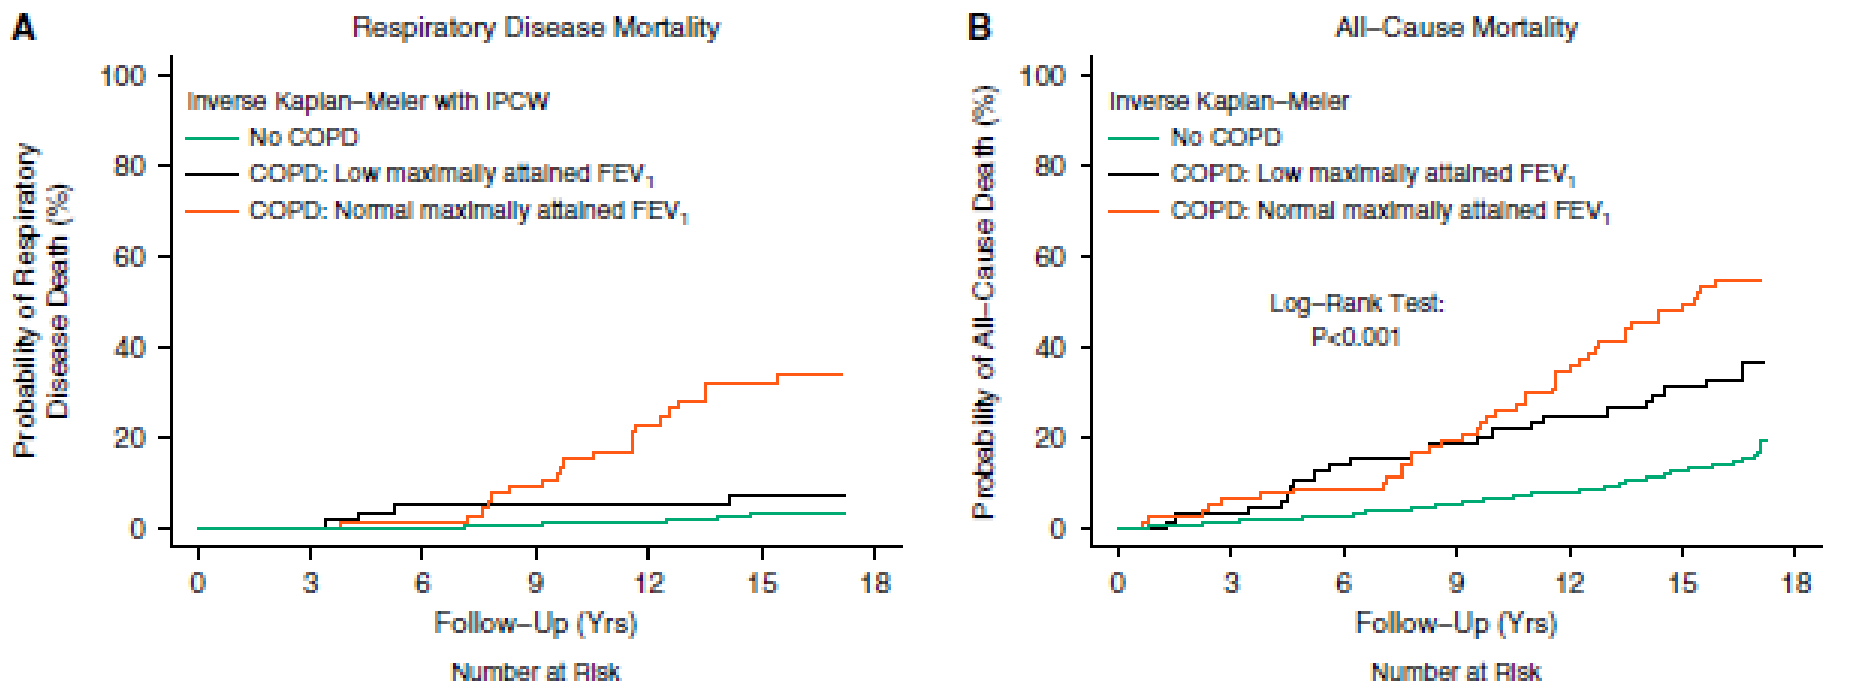 A
Respiratory Disease Mortality
Probability of Respiratory
Disease Death (%)
100
80
60
40
20
0
Inverse Kaplan–Meier with IPCW
No COPD
COPD: Low maximally attained FEV₁
COPD: Normal maximally attained FEV₁
0 3 6 9 12 15 18
Follow–Up (Yrs)
Number at Risk
B
All–Cause Mortality
Probability of All–Cause Death (%)
100
80
60
40
20
0
Inverse Kaplan–Meier
No COPD
COPD: Low maximally attained FEV₁
COPD: Normal maximally attained FEV₁
Log–Rank Test:
P<0.001
0 3 6 9 12 15 18
Follow–Up (Yrs)
Number at Risk